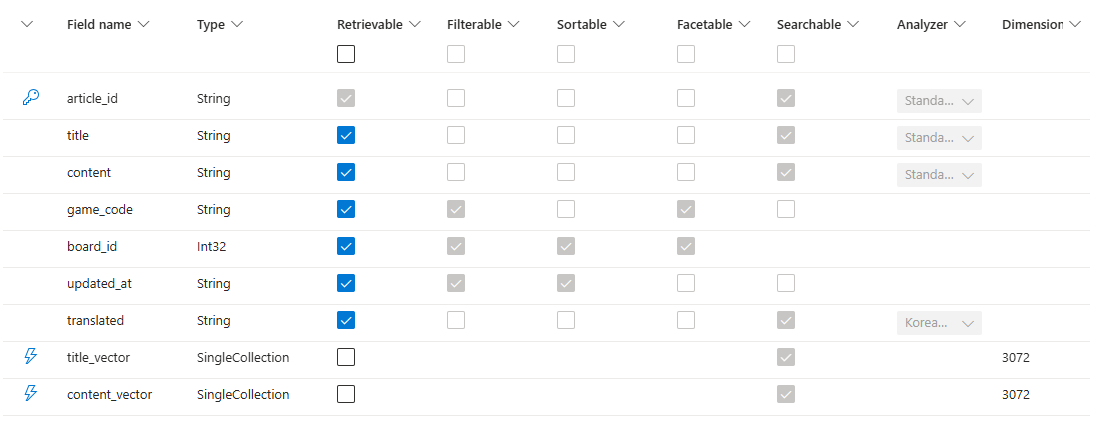 Field name Type Retrievable Filterable Sortable Facetable Searchable Analyzer Dimension
article_id String Standa...
title String Standa...
content String Standa...
game_code String
board_id Int32
updated_at String
translated String Korea...
title_vector SingleCollection 3072
content_vector SingleCollection 3072